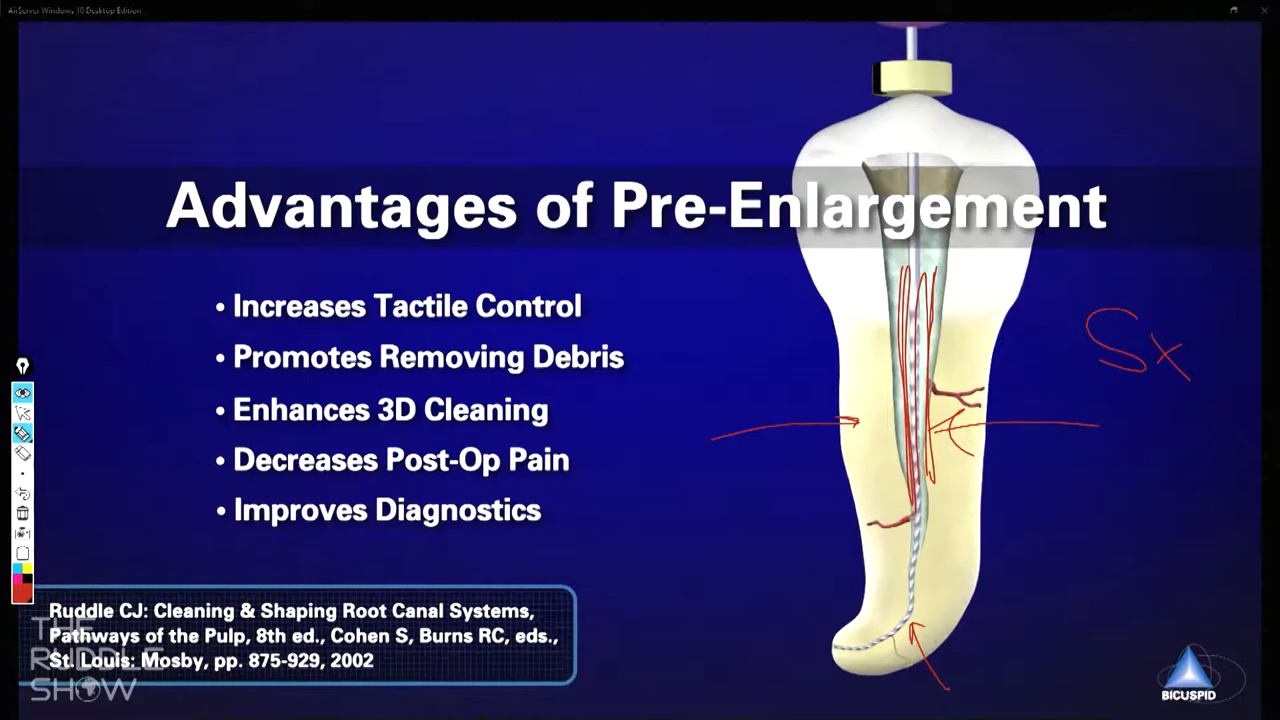 AirServer Windows 10 Desktop Edition
Advantages of Pre-Enlargement
• Increases Tactile Control
• Promotes Removing Debris
• Enhances 3D Cleaning
• Decreases Post-Op Pain
• Improves Diagnostics
Sx
Ruddle CJ: Cleaning & Shaping Root Canal Systems,
Pathways of the Pulp, 8th ed., Cohen S, Burns RC, eds.,
St. Louis: Mosby, pp. 875-929, 2002
THE
RUDDLE
SHOW
BICUSPID